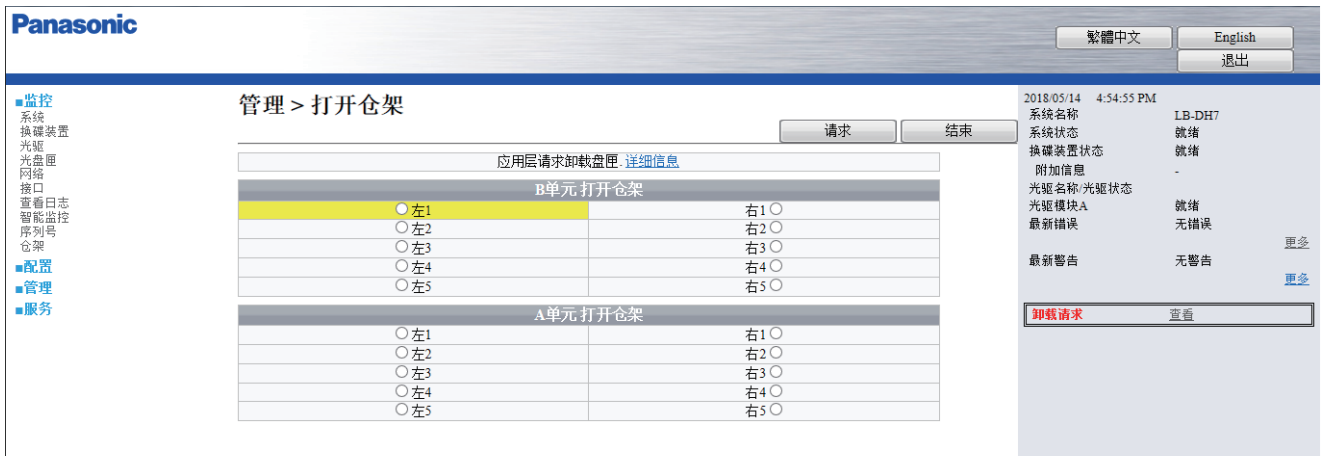 Panasonic
繁體中文 English
退出
■监控
系统
换碟装置
光驱
光盘匣
网络
接口
查看日志
智能监控
序列号
仓架
■配置
■管理
■服务
管理 > 打开仓架
请求 结束
应用层请求卸载盘匣. 详细信息
B单元 打开仓架
左1 右1
左2 右2
左3 右3
左4 右4
左5 右5
A单元 打开仓架
左1 右1
左2 右2
左3 右3
左4 右4
左5 右5
2018/05/14 4:54:55 PM
系统名称 LB-DH7
系统状态 就绪
换碟装置状态 就绪
附加信息 -
光驱名称/光驱状态
光驱模块A 就绪
最新错误 无错误
更多
最新警告 无警告
更多
卸载请求 查看